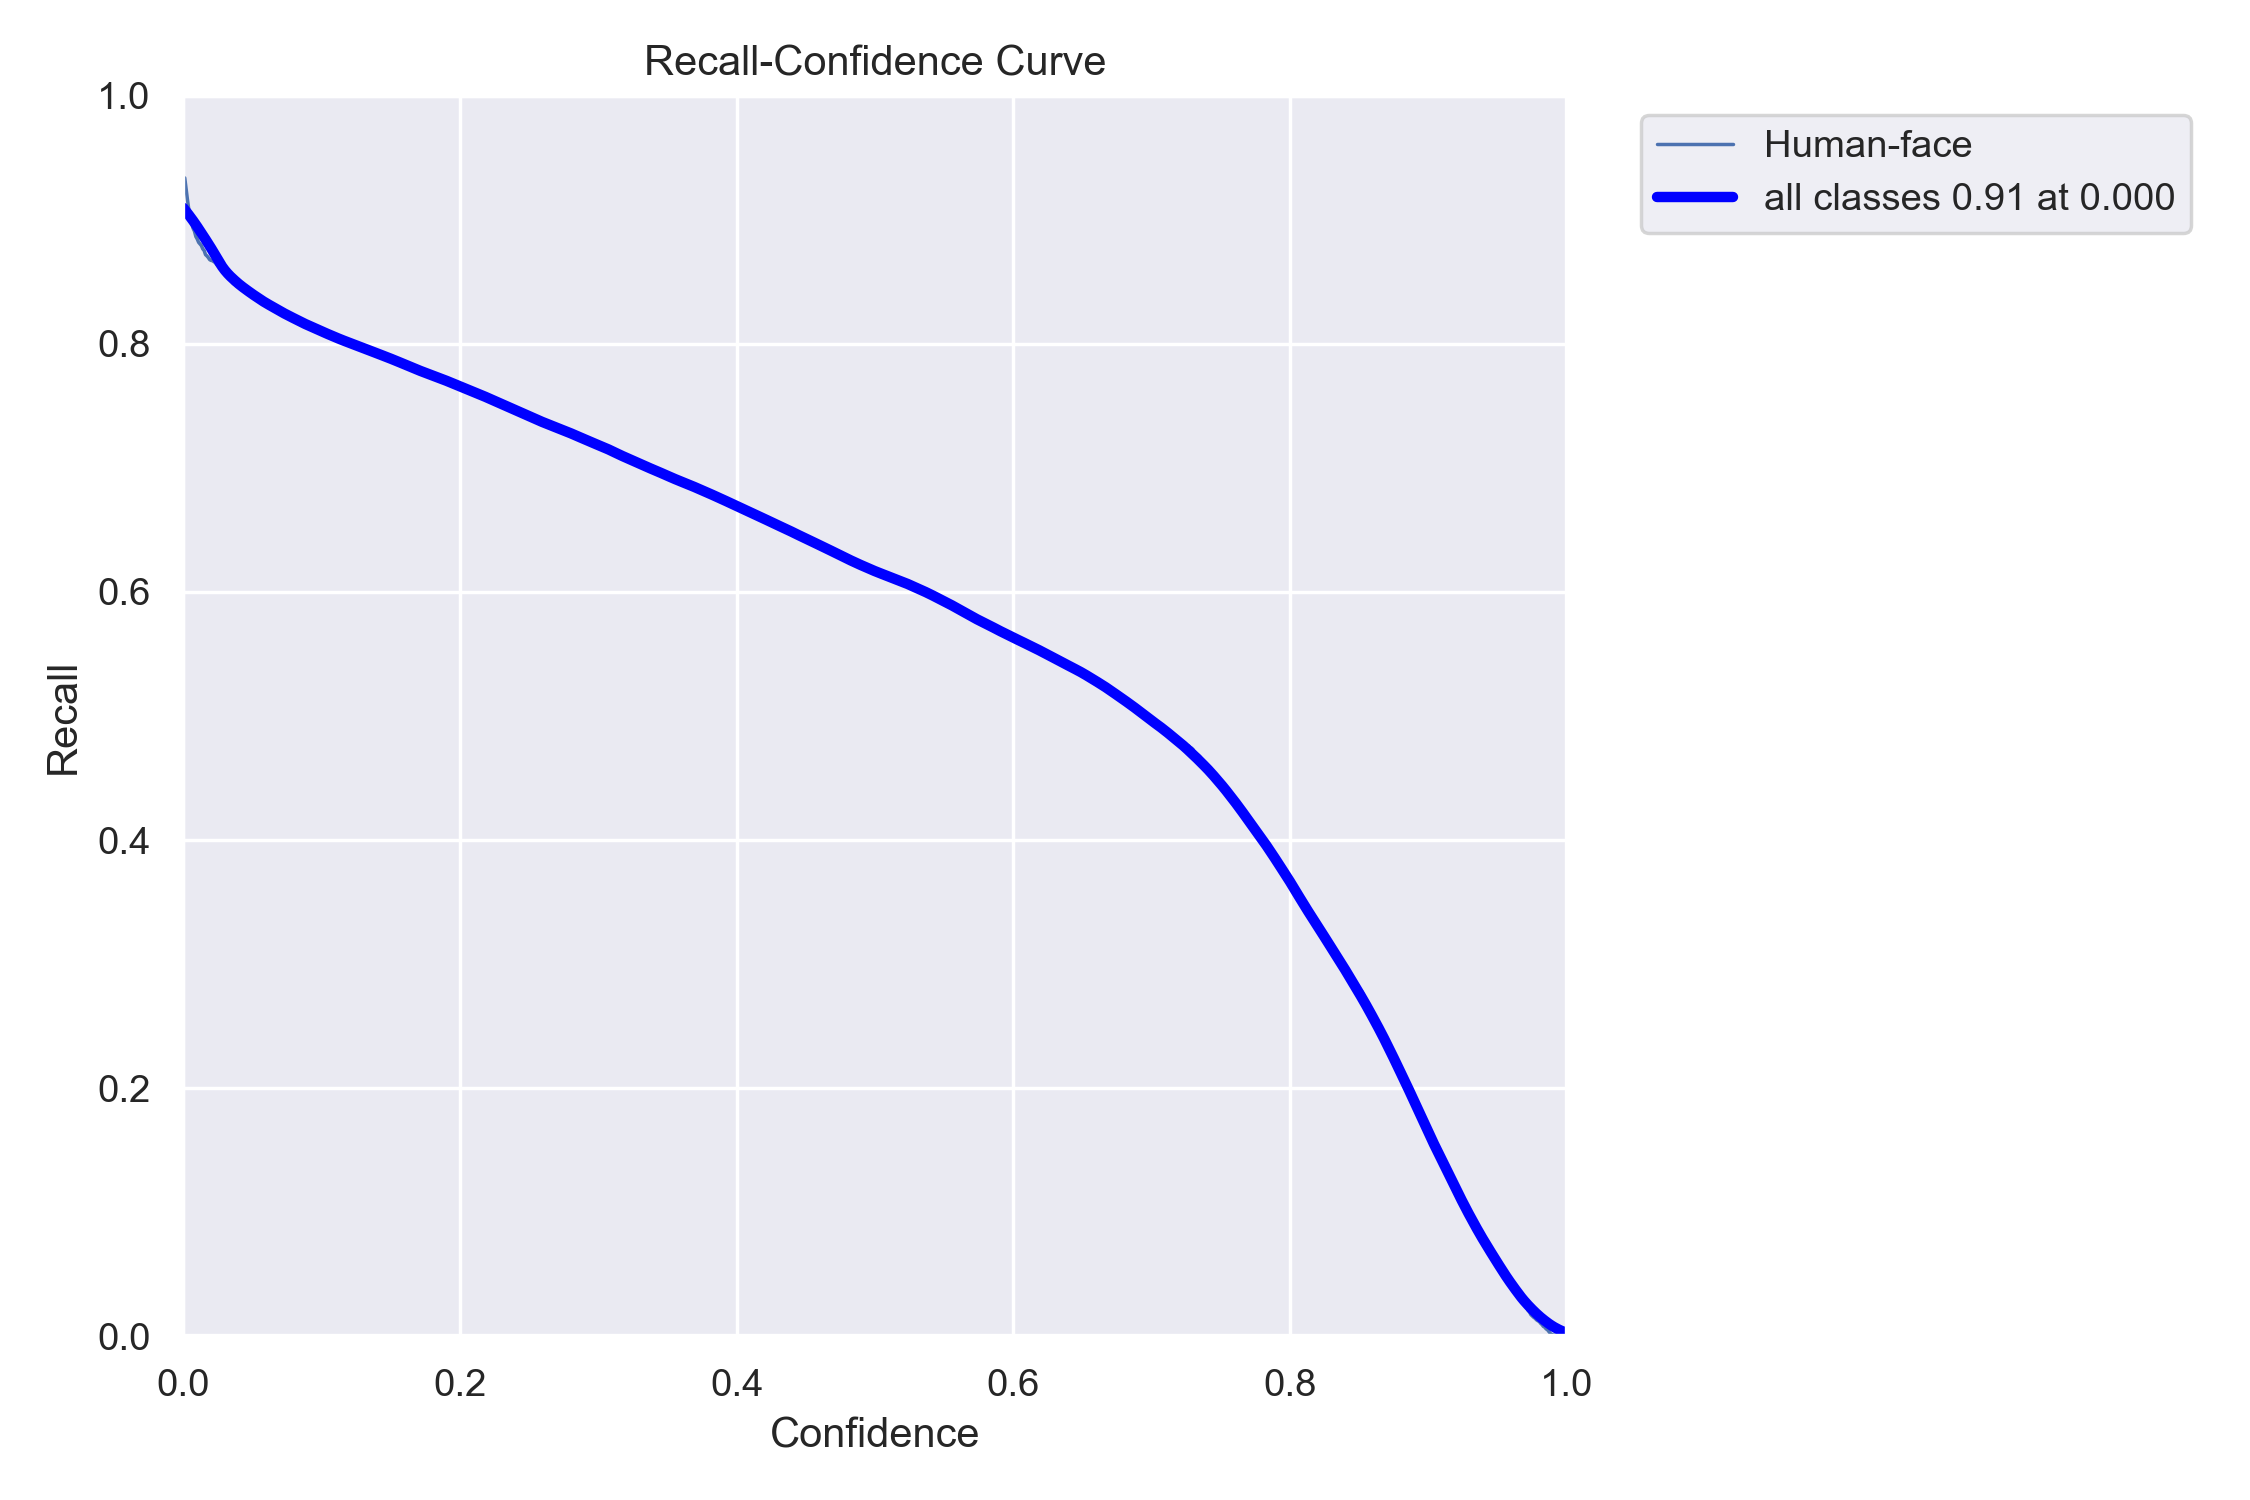 Recall-Confidence Curve
Human-face
all classes 0.91 at 0.000
1.0
0.8
0.6
0.4
0.2
0.0
Recall
0.0 0.2 0.4 0.6 0.8 1.0
Confidence